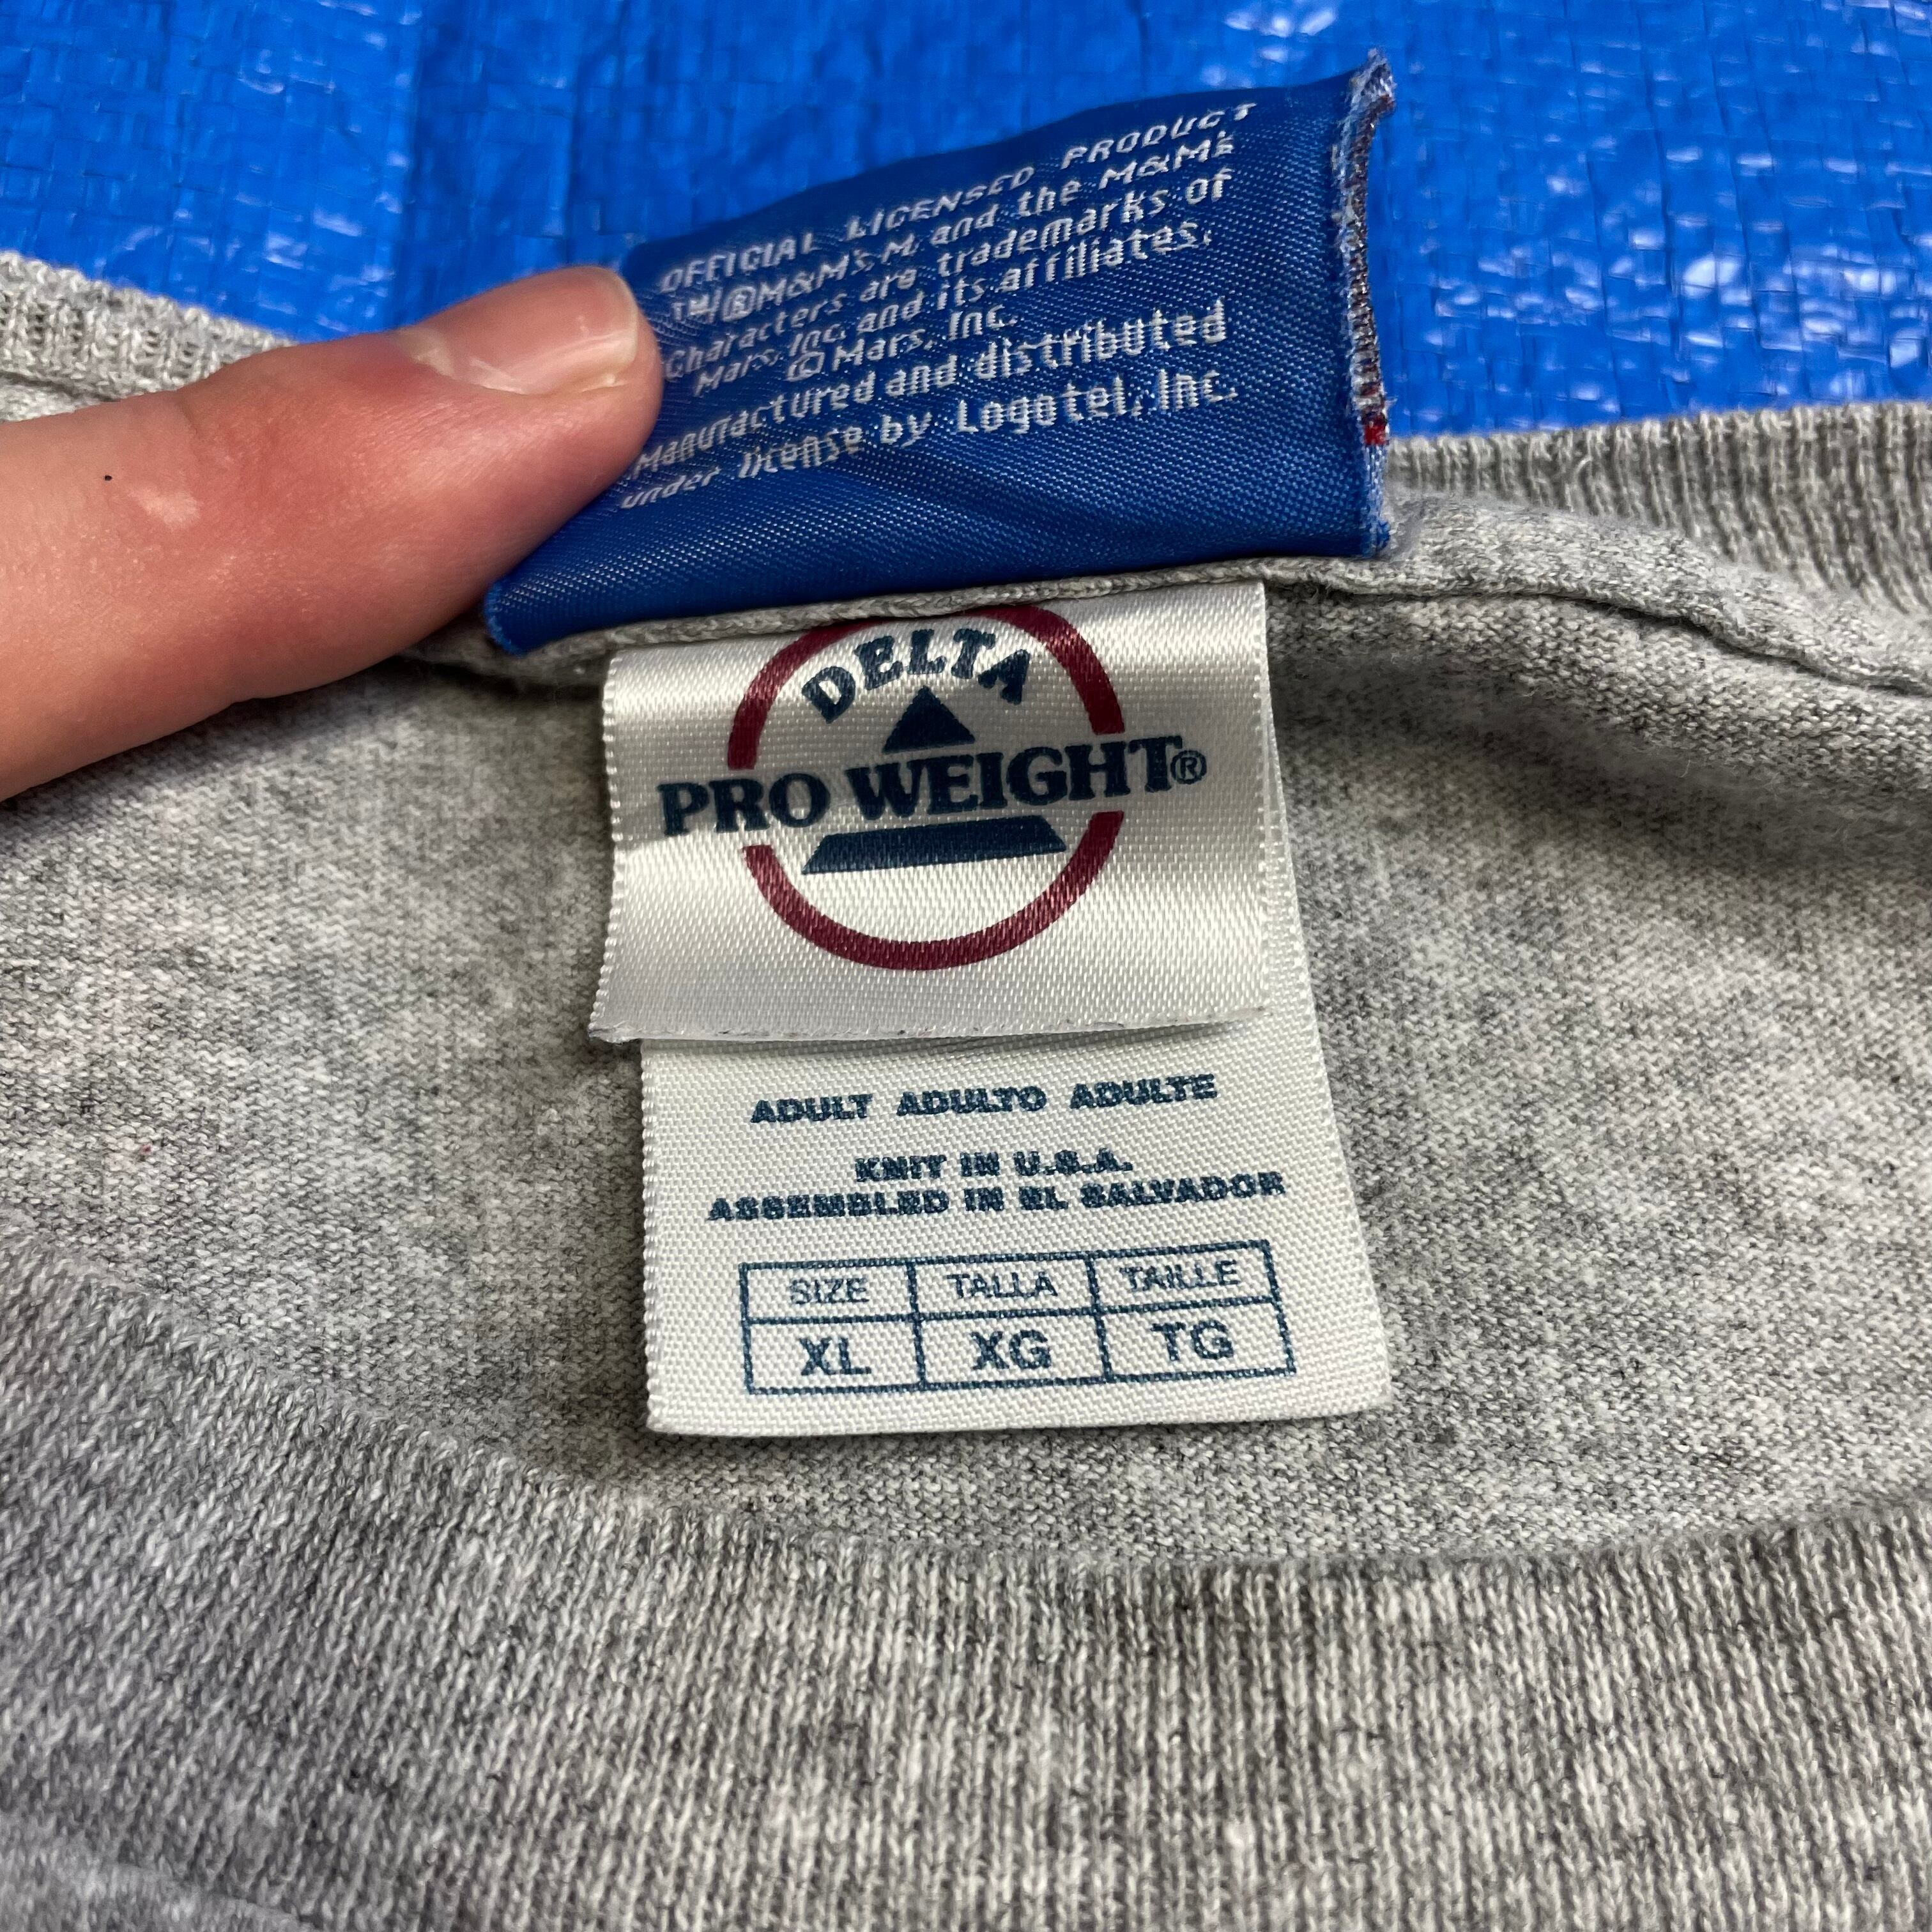 OFFICIAL LICENSED PRODUCT
™/®M&M'S, M, and the M&M'S
Characters are trademarks of
Mars, Inc. and its affiliates.
© Mars, Inc.
Manufactured and distributed
under license by Logotel, Inc.
DELTA
PRO WEIGHT®
ADULT ADULTO ADULTE
KNIT IN U.S.A.
ASSEMBLED IN EL SALVADOR
SIZE TALLA TAILLE
XL XG TG